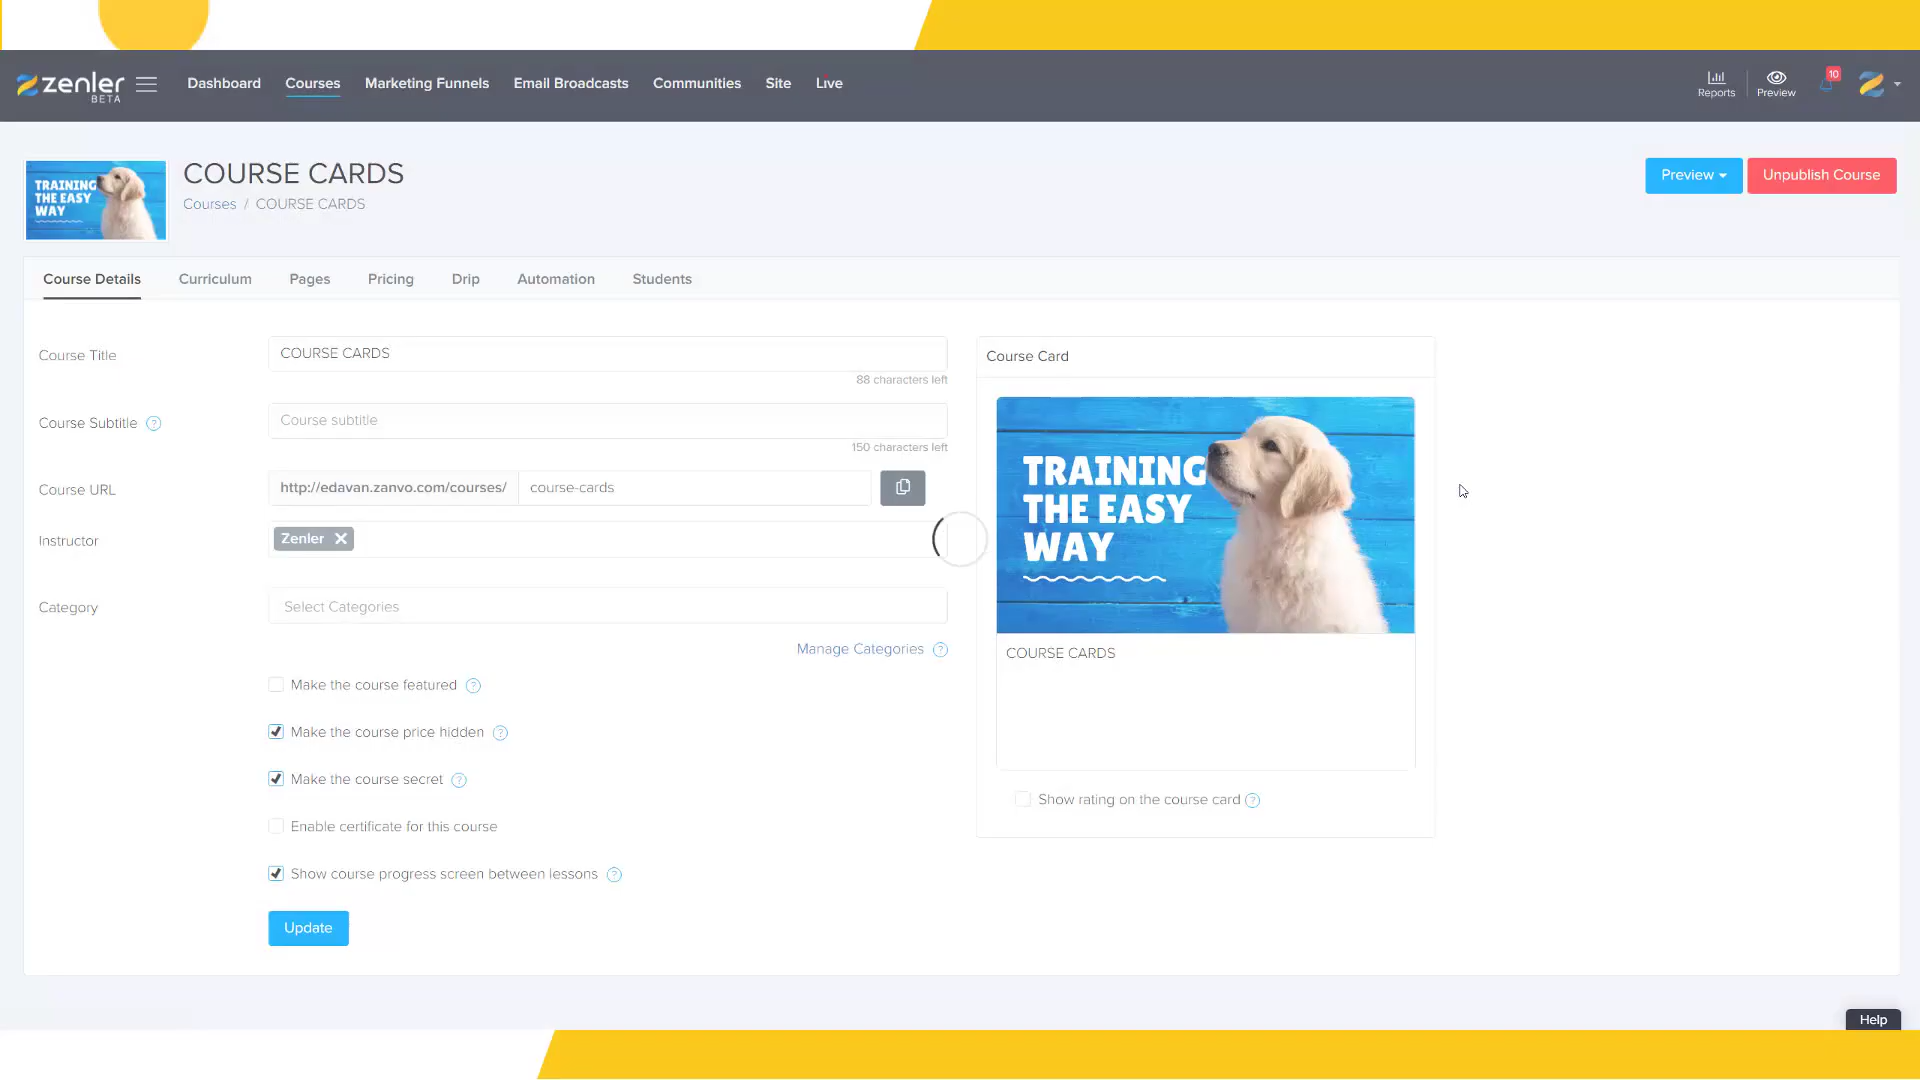 zenler
BETA
Dashboard
Courses
Marketing Funnels
Email Broadcasts
Communities
Site
Live
Reports
Preview
10
TRAINING
THE EASY
WAY
COURSE CARDS
Courses / COURSE CARDS
Preview
Unpublish Course
Course Details
Curriculum
Pages
Pricing
Drip
Automation
Students
Course Title
COURSE CARDS
88 characters left
Course Subtitle ?
Course subtitle
150 characters left
Course URL
http://edavan.zanvo.com/courses/
course-cards
Instructor
Zenler
Category
Select Categories
Manage Categories ?
Make the course featured ?
Make the course price hidden ?
Make the course secret ?
Enable certificate for this course
Show course progress screen between lessons ?
Update
Course Card
TRAINING
THE EASY
WAY
COURSE CARDS
Show rating on the course card ?
Help